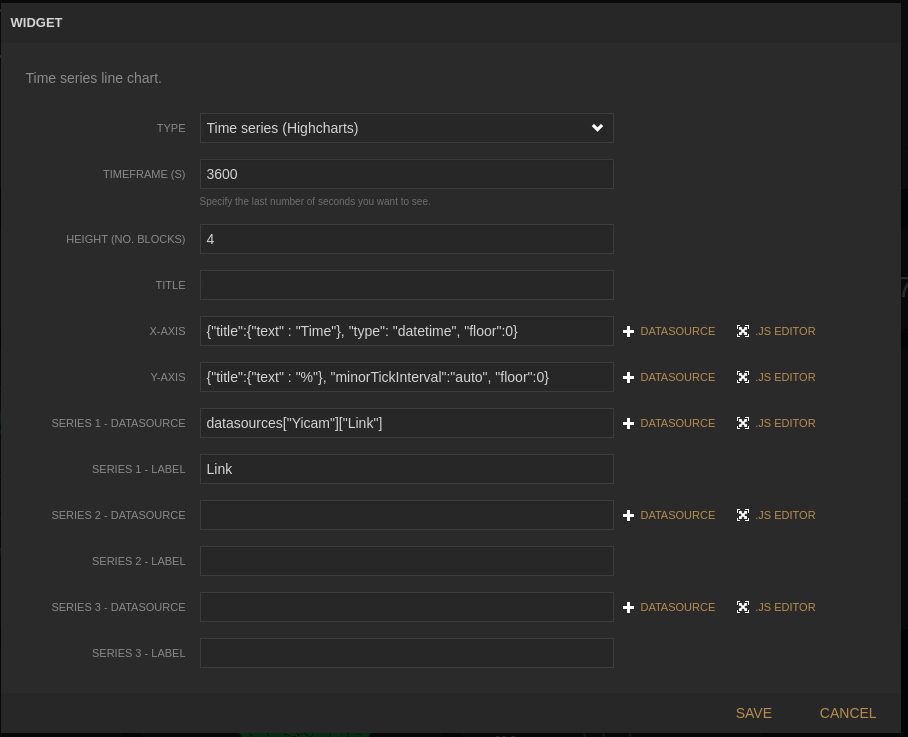 WIDGET
Time series line chart.
TYPE
Time series (Highcharts)
TIMEFRAME (S)
3600
Specify the last number of seconds you want to see.
HEIGHT (NO. BLOCKS)
4
TITLE
X-AXIS
{"title":{"text" : "Time"}, "type": "datetime", "floor":0}
DATASOURCE
.JS EDITOR
Y-AXIS
{"title":{"text" : "%"}, "minorTickInterval":"auto", "floor":0}
DATASOURCE
.JS EDITOR
SERIES 1 - DATASOURCE
datasources["Yicam"]["Link"]
DATASOURCE
.JS EDITOR
SERIES 1 - LABEL
Link
SERIES 2 - DATASOURCE
DATASOURCE
.JS EDITOR
SERIES 2 - LABEL
SERIES 3 - DATASOURCE
DATASOURCE
.JS EDITOR
SERIES 3 - LABEL
SAVE
CANCEL